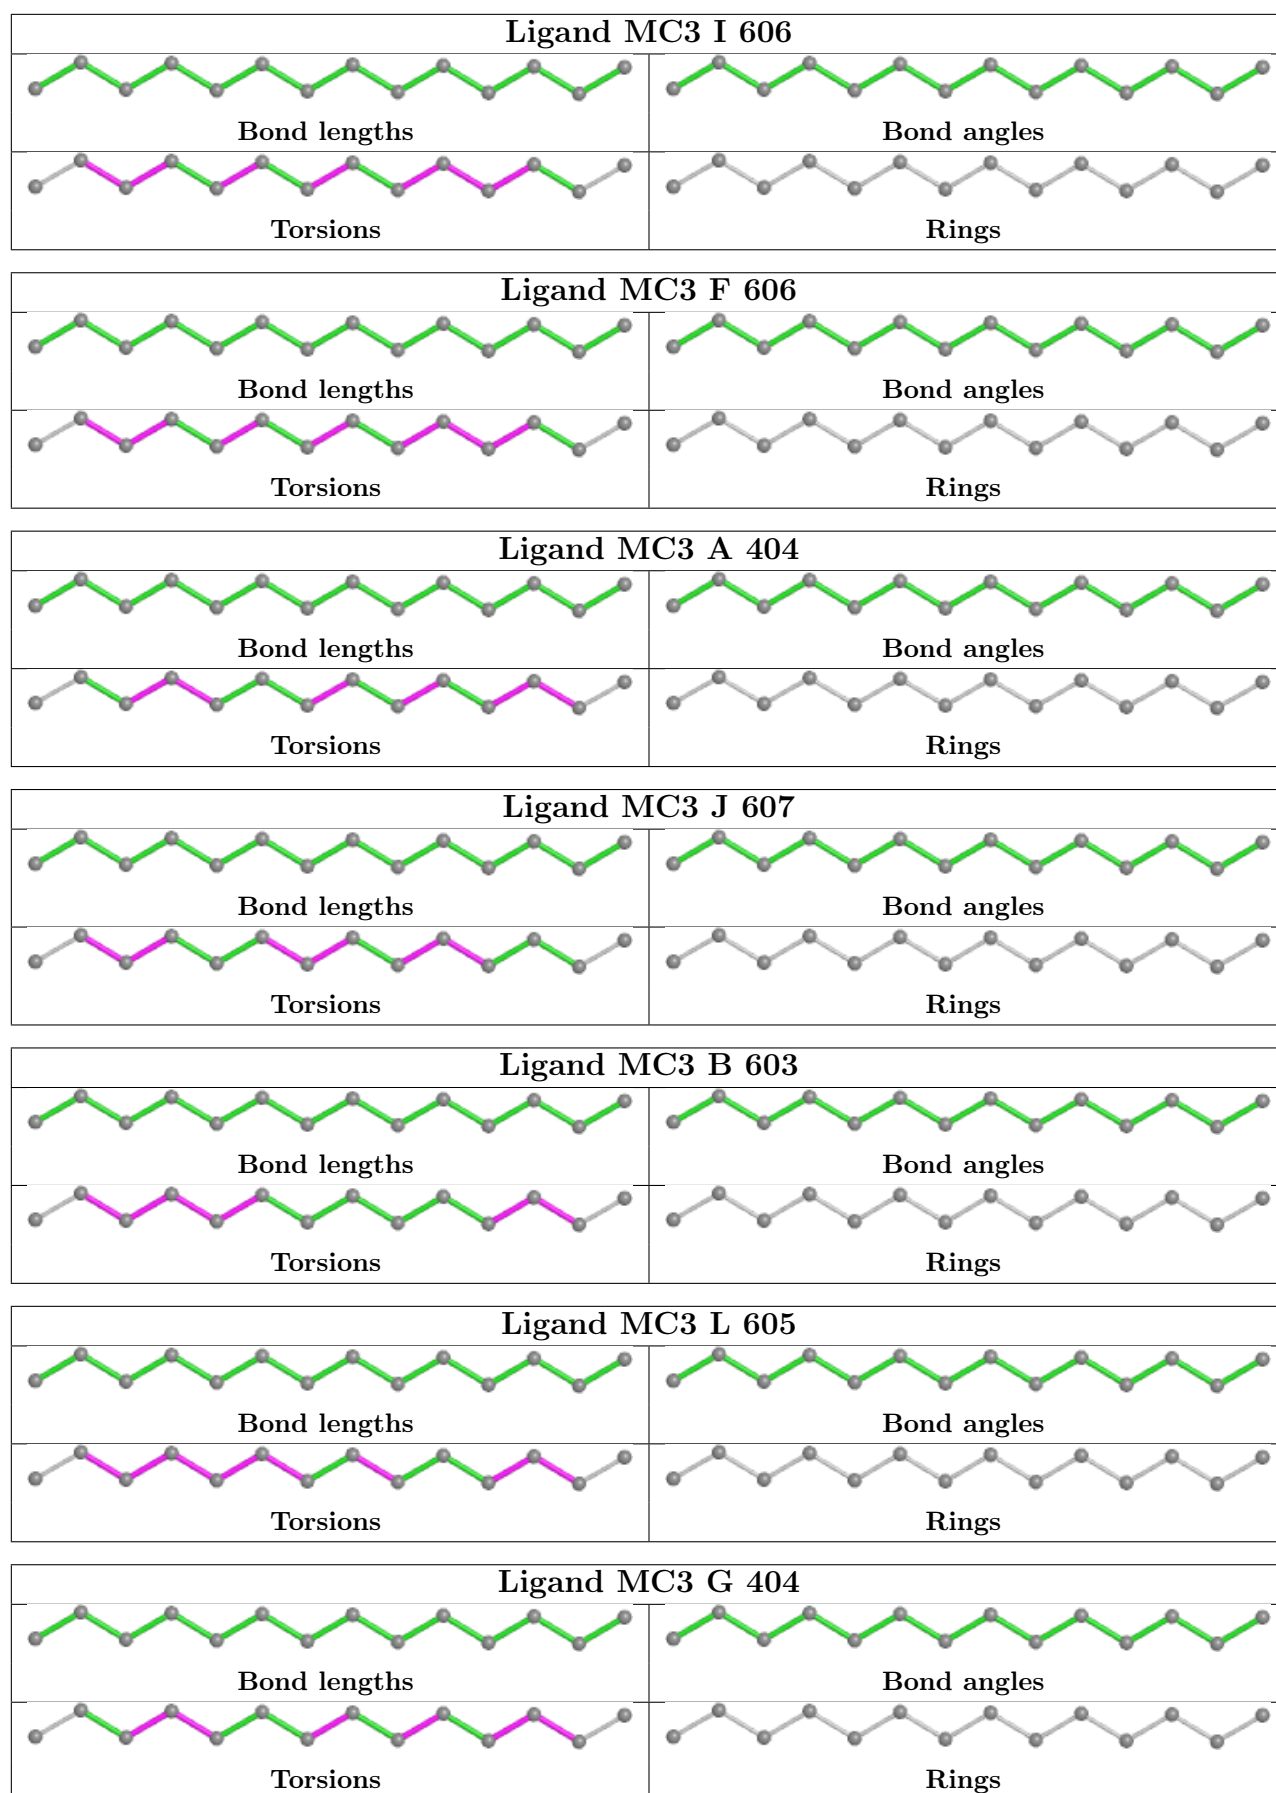 Ligand MC3 I 606
Bond lengths Bond angles
Torsions Rings
Ligand MC3 F 606
Bond lengths Bond angles
Torsions Rings
Ligand MC3 A 404
Bond lengths Bond angles
Torsions Rings
Ligand MC3 J 607
Bond lengths Bond angles
Torsions Rings
Ligand MC3 B 603
Bond lengths Bond angles
Torsions Rings
Ligand MC3 L 605
Bond lengths Bond angles
Torsions Rings
Ligand MC3 G 404
Bond lengths Bond angles
Torsions Rings